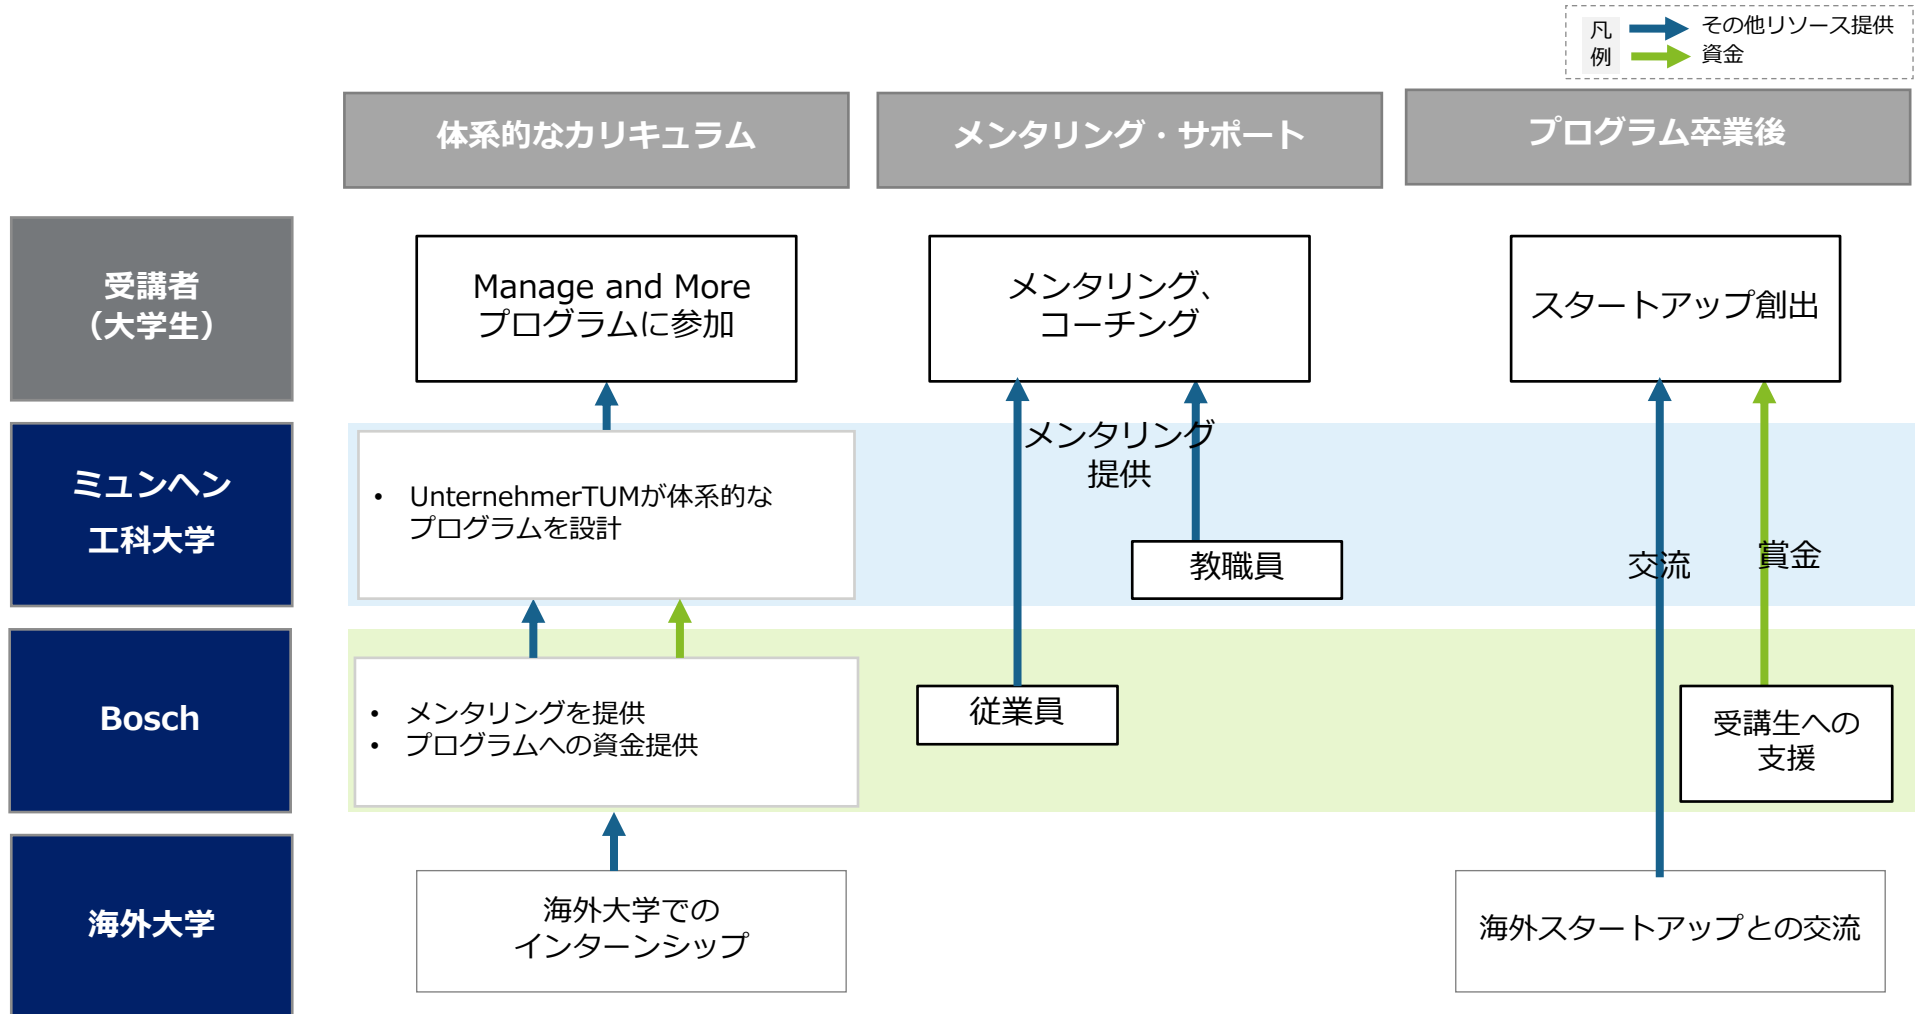 凡
例
その他リソース提供
資金
体系的なカリキュラム
メンタリング・サポート
プログラム卒業後
受講者
（大学生）
Manage and More
プログラムに参加
メンタリング、
コーチング
スタートアップ創出
ミュンヘン
工科大学
• UnternehmerTUMが体系的な
プログラムを設計
メンタリング
提供
教職員
交流
賞金
Bosch
• メンタリングを提供
• プログラムへの資金提供
従業員
受講生への
支援
海外大学
海外大学での
インターンシップ
海外スタートアップとの交流